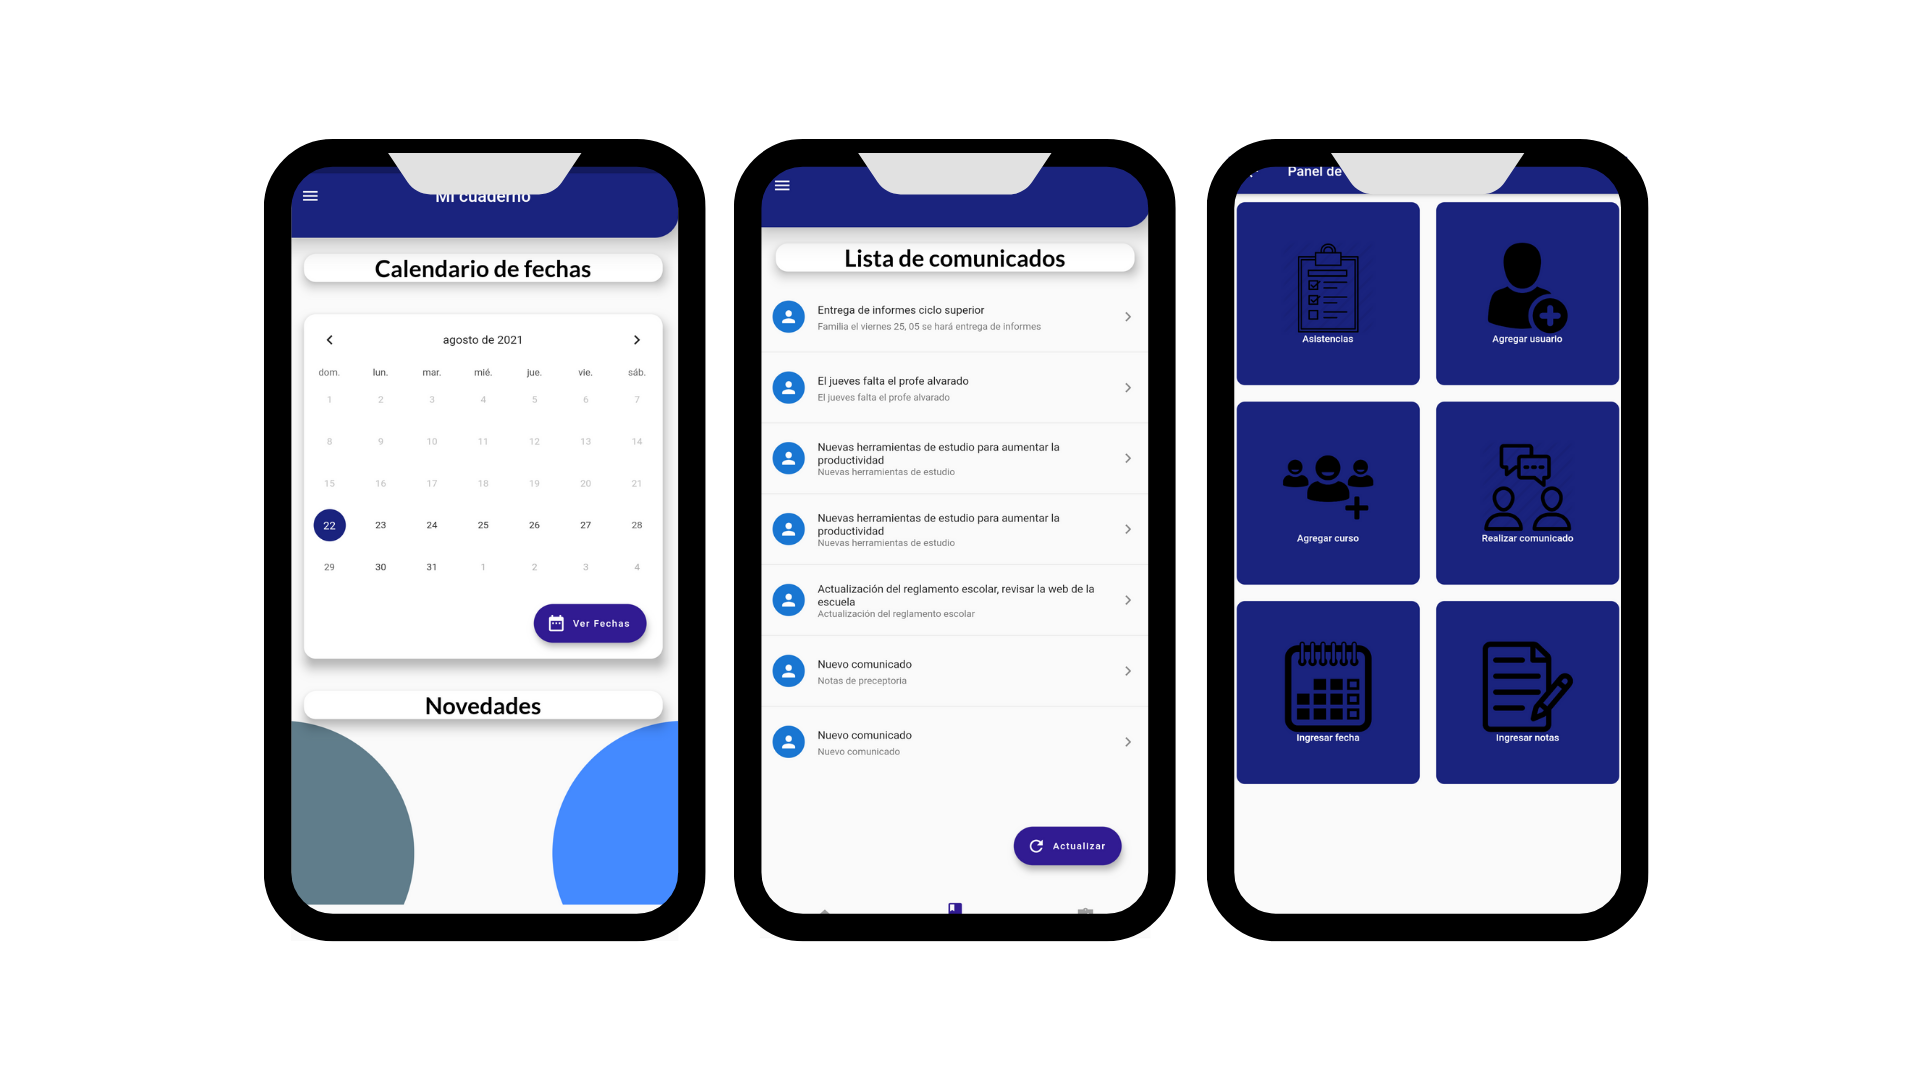 Mi cuaderno
Calendario de fechas
agosto de 2021
dom. lun. mar. mié. jue. vie. sáb.
1 2 3 4 5 6 7
8 9 10 11 12 13 14
15 16 17 18 19 20 21
22 23 24 25 26 27 28
29 30 31 1 2 3 4
Ver Fechas
Novedades
Lista de comunicados
Entrega de informes ciclo superior
Familia el viernes 25, 05 se hará entrega de informes
El jueves falta el profe alvarado
El jueves falta el profe alvarado
Nuevas herramientas de estudio para aumentar la
productividad
Nuevas herramientas de estudio
Nuevas herramientas de estudio para aumentar la
productividad
Nuevas herramientas de estudio
Actualización del reglamento escolar, revisar la web de la
escuela
Actualización del reglamento escolar
Nuevo comunicado
Notas de preceptoria
Nuevo comunicado
Nuevo comunicado
Actualizar
Panel de
Asistencias
Agregar usuario
Agregar curso
Realizar comunicado
Ingresar fecha
Ingresar notas